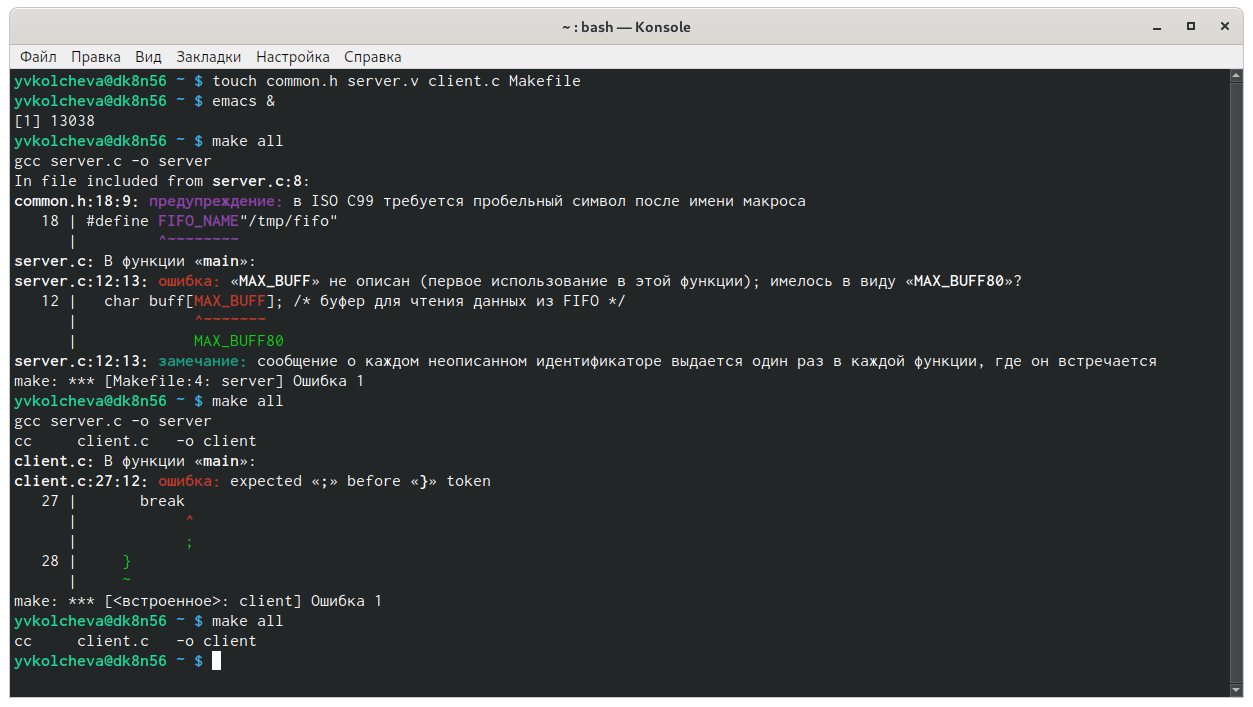 ~ : bash — Konsole
Файл Правка Вид Закладки Настройка Справка
yvkolcheva@dk8n56 ~ $ touch common.h server.v client.c Makefile
yvkolcheva@dk8n56 ~ $ emacs &
[1] 13038
yvkolcheva@dk8n56 ~ $ make all
gcc server.c -o server
In file included from server.c:8:
common.h:18:9: предупреждение: в ISO C99 требуется пробельный символ после имени макроса
   18 | #define FIFO_NAME"/tmp/fifo"
      |         ^~~~~~~~~
server.c: В функции «main»:
server.c:12:13: ошибка: «MAX_BUFF» не описан (первое использование в этой функции); имелось в виду «MAX_BUFF80»?
   12 |   char buff[MAX_BUFF]; /* буфер для чтения данных из FIFO */
      |             ^~~~~~~~
      |             MAX_BUFF80
server.c:12:13: замечание: сообщение о каждом неописанном идентификаторе выдается один раз в каждой функции, где он встречается
make: *** [Makefile:4: server] Ошибка 1
yvkolcheva@dk8n56 ~ $ make all
gcc server.c -o server
cc     client.c   -o client
client.c: В функции «main»:
client.c:27:12: ошибка: expected «;» before «}» token
   27 |       break
      |            ^
      |            ;
   28 |     }
      |     ~
make: *** [<встроенное>: client] Ошибка 1
yvkolcheva@dk8n56 ~ $ make all
cc     client.c   -o client
yvkolcheva@dk8n56 ~ $